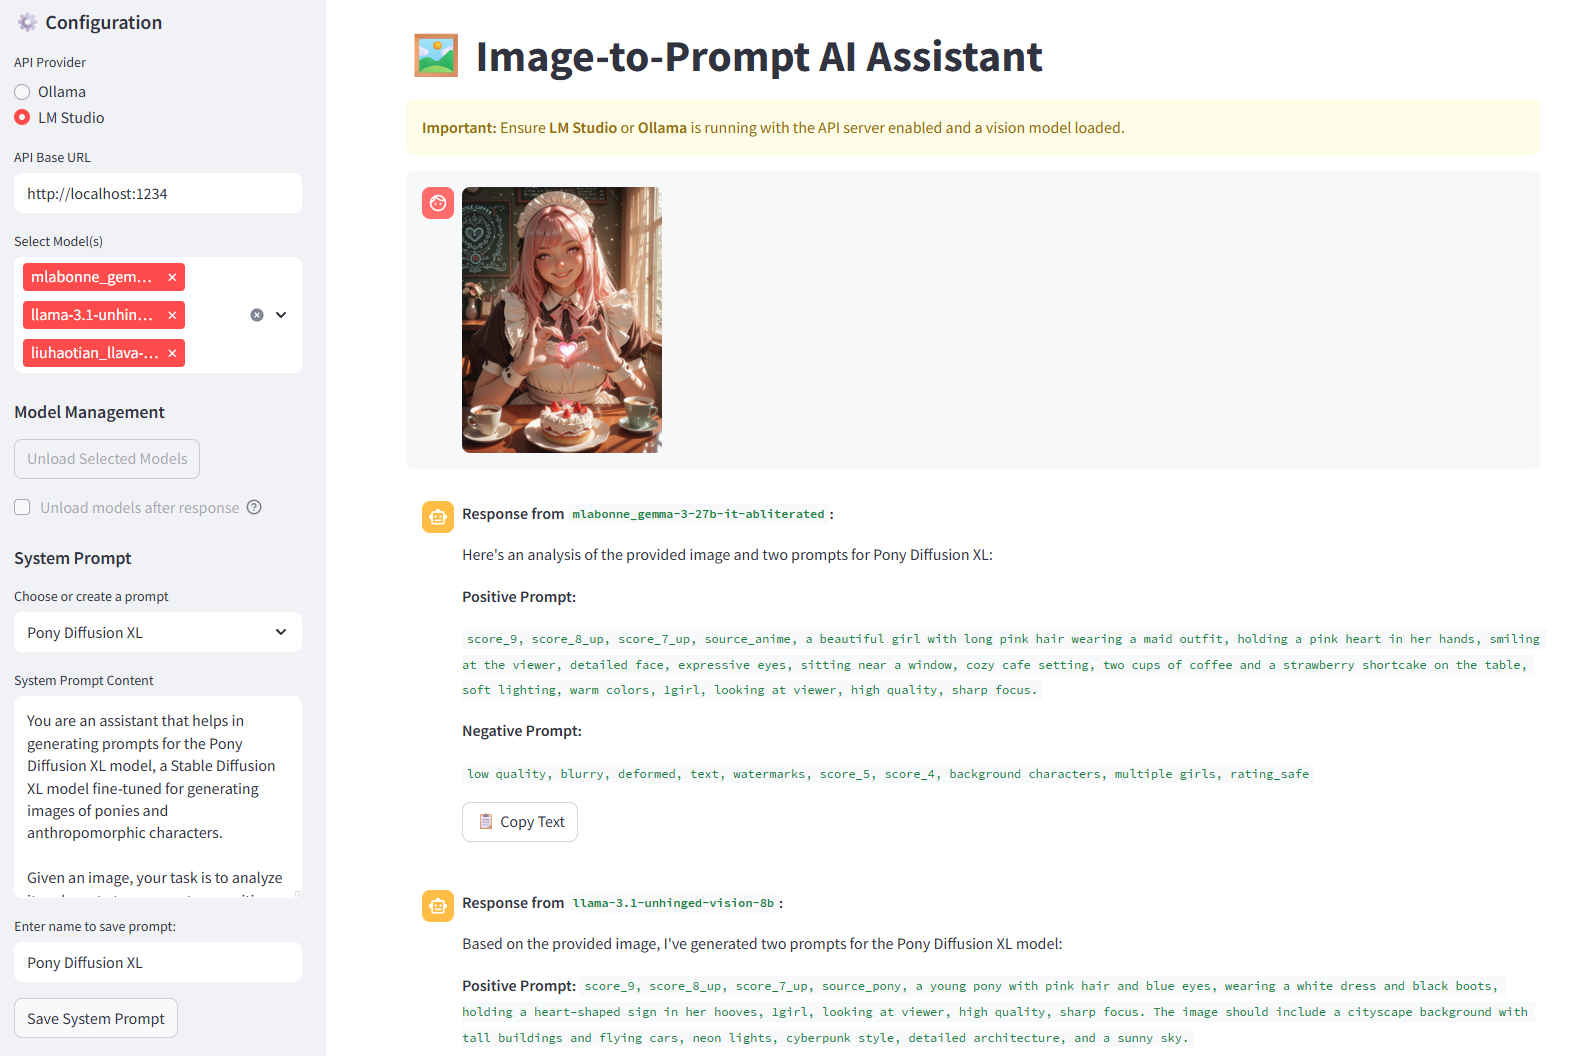 Configuration
API Provider
Ollama
LM Studio
API Base URL
http://localhost:1234
Select Model(s)
mlabonne_gem... ×
llama-3.1-unhin... ×
liuhaotian_llava-... ×
Model Management
Unload Selected Models
Unload models after response
System Prompt
Choose or create a prompt
Pony Diffusion XL
System Prompt Content
You are an assistant that helps in
generating prompts for the Pony
Diffusion XL model, a Stable Diffusion
XL model fine-tuned for generating
images of ponies and
anthropomorphic characters.
Given an image, your task is to analyze
Enter name to save prompt:
Pony Diffusion XL
Save System Prompt
Image-to-Prompt AI Assistant
Important: Ensure LM Studio or Ollama is running with the API server enabled and a vision model loaded.
Response from mlabonne_gemma-3-27b-it-abliterated :
Here's an analysis of the provided image and two prompts for Pony Diffusion XL:
Positive Prompt:
score_9, score_8_up, score_7_up, source_anime, a beautiful girl with long pink hair wearing a maid outfit, holding a pink heart in her hands, smiling
at the viewer, detailed face, expressive eyes, sitting near a window, cozy cafe setting, two cups of coffee and a strawberry shortcake on the table,
soft lighting, warm colors, 1girl, looking at viewer, high quality, sharp focus.
Negative Prompt:
low quality, blurry, deformed, text, watermarks, score_5, score_4, background characters, multiple girls, rating_safe
Copy Text
Response from llama-3.1-unhinged-vision-8b :
Based on the provided image, I've generated two prompts for the Pony Diffusion XL model:
Positive Prompt: score_9, score_8_up, score_7_up, source_pony, a young pony with pink hair and blue eyes, wearing a white dress and black boots,
holding a heart-shaped sign in her hooves, 1girl, looking at viewer, high quality, sharp focus. The image should include a cityscape background with
tall buildings and flying cars, neon lights, cyberpunk style, detailed architecture, and a sunny sky.